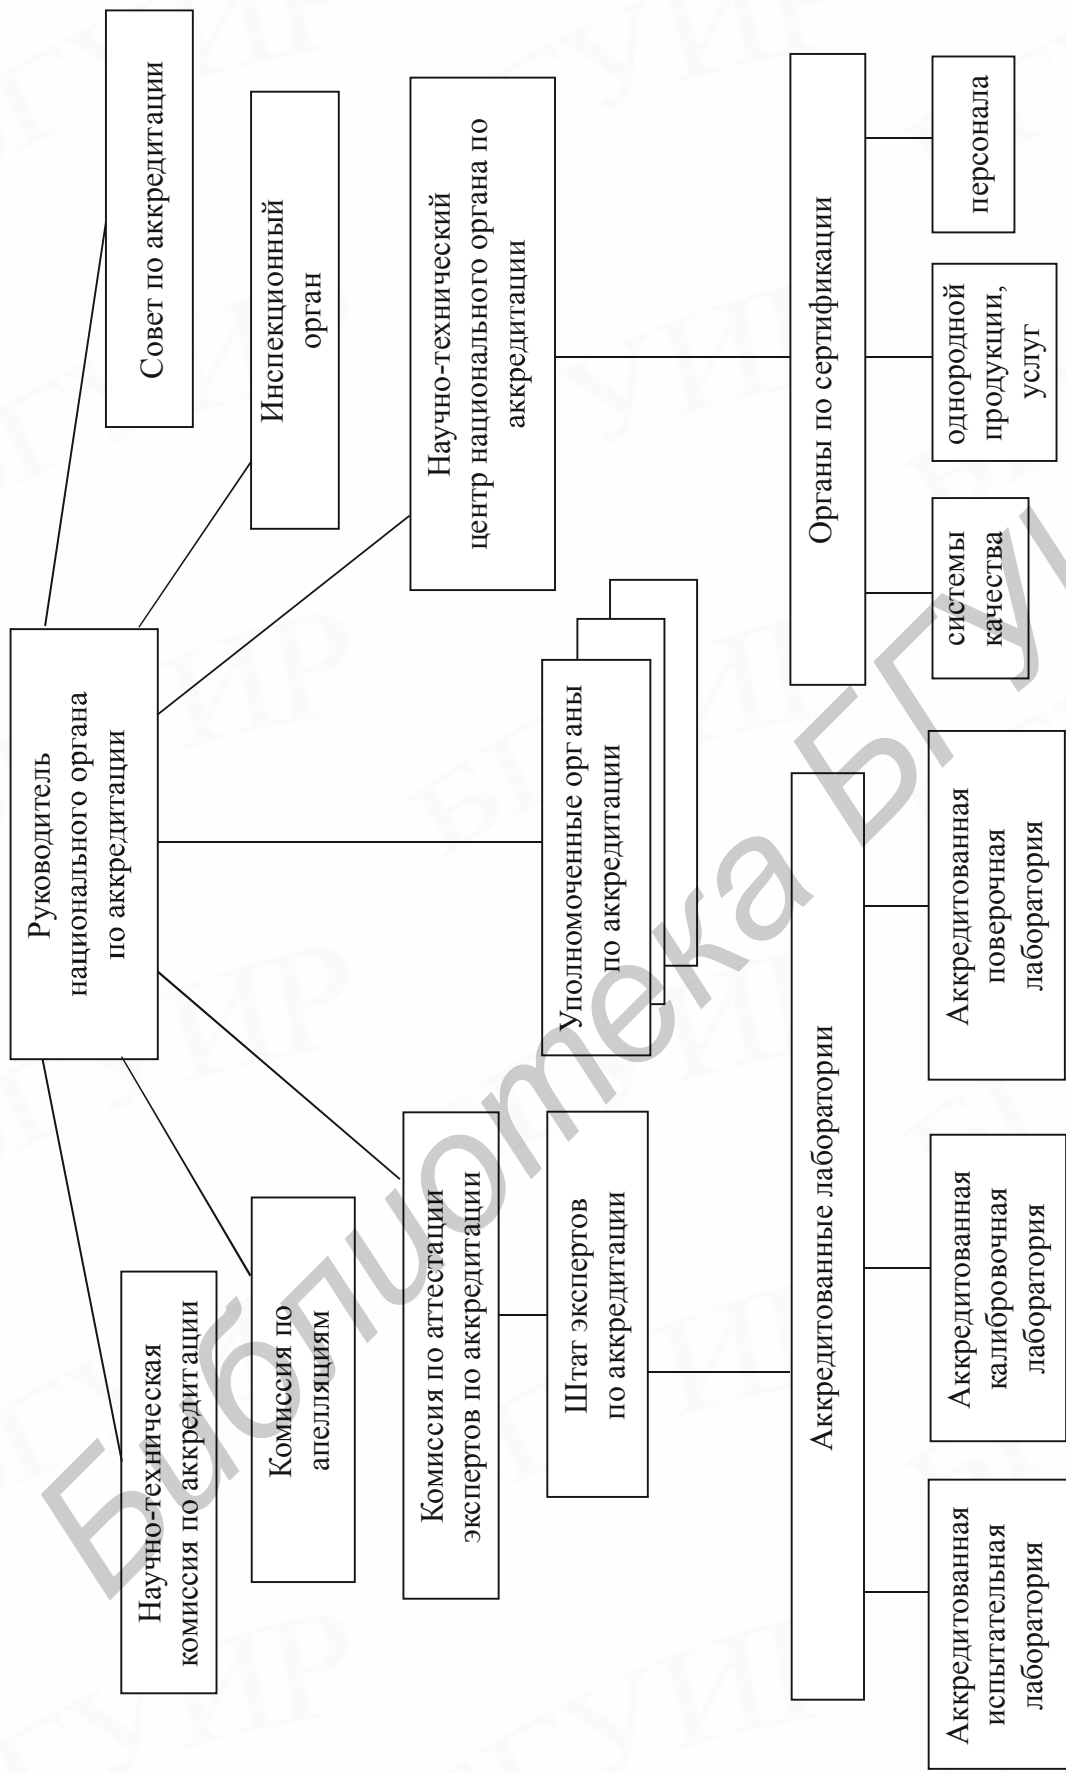 Руководитель
национального органа
по аккредитации
Научно-техническая
комиссия по аккредитации
Совет по аккредитации
Комиссия по
апелляциям
Инспекционный
орган
Комиссия по аттестации
экспертов по аккредитации
Научно-технический
центр национального органа по
аккредитации
Штат экспертов
по аккредитации
Уполномоченные органы
по аккредитации
Аккредитованные лаборатории
Органы по сертификации
Аккредитованная
испытательная
лаборатория
Аккредитованная
калибровочная
лаборатория
Аккредитованная
поверочная
лаборатория
системы
качества
однородной
продукции,
услуг
персонала
Библиотека БГУИ